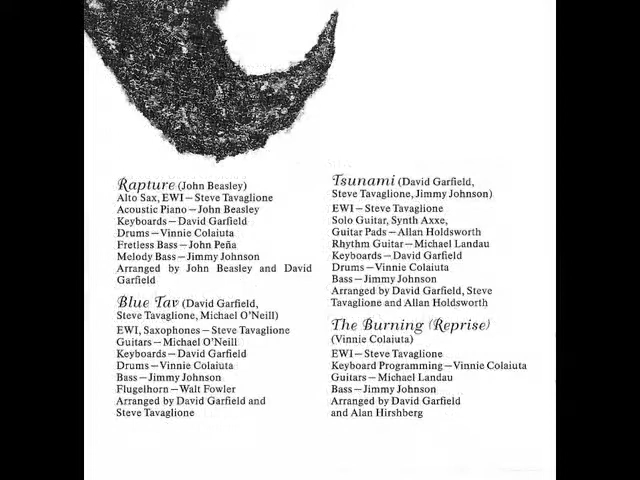 Rapture (John Beasley)
Alto Sax, EWI—Steve Tavaglione
Acoustic Piano—John Beasley
Keyboards—David Garfield
Drums—Vinnie Colaiuta
Fretless Bass—John Peña
Melody Bass—Jimmy Johnson
Arranged by John Beasley and David
Garfield
Blue Tav (David Garfield,
Steve Tavaglione, Michael O'Neill)
EWI, Saxophones—Steve Tavaglione
Guitars—Michael O'Neill
Keyboards—David Garfield
Drums—Vinnie Colaiuta
Bass—Jimmy Johnson
Flugelhorn—Walt Fowler
Arranged by David Garfield and
Steve Tavaglione
Tsunami (David Garfield,
Steve Tavaglione, Jimmy Johnson)
EWI—Steve Tavaglione
Solo Guitar, Synth Axxe,
Guitar Pads—Allan Holdsworth
Rhythm Guitar—Michael Landau
Keyboards—David Garfield
Drums—Vinnie Colaiuta
Bass—Jimmy Johnson
Arranged by David Garfield, Steve
Tavaglione and Allan Holdsworth
The Burning (Reprise)
(Vinnie Colaiuta)
EWI—Steve Tavaglione
Keyboard Programming—Vinnie Colaiuta
Guitars—Michael Landau
Bass—Jimmy Johnson
Arranged by David Garfield
and Alan Hirshberg